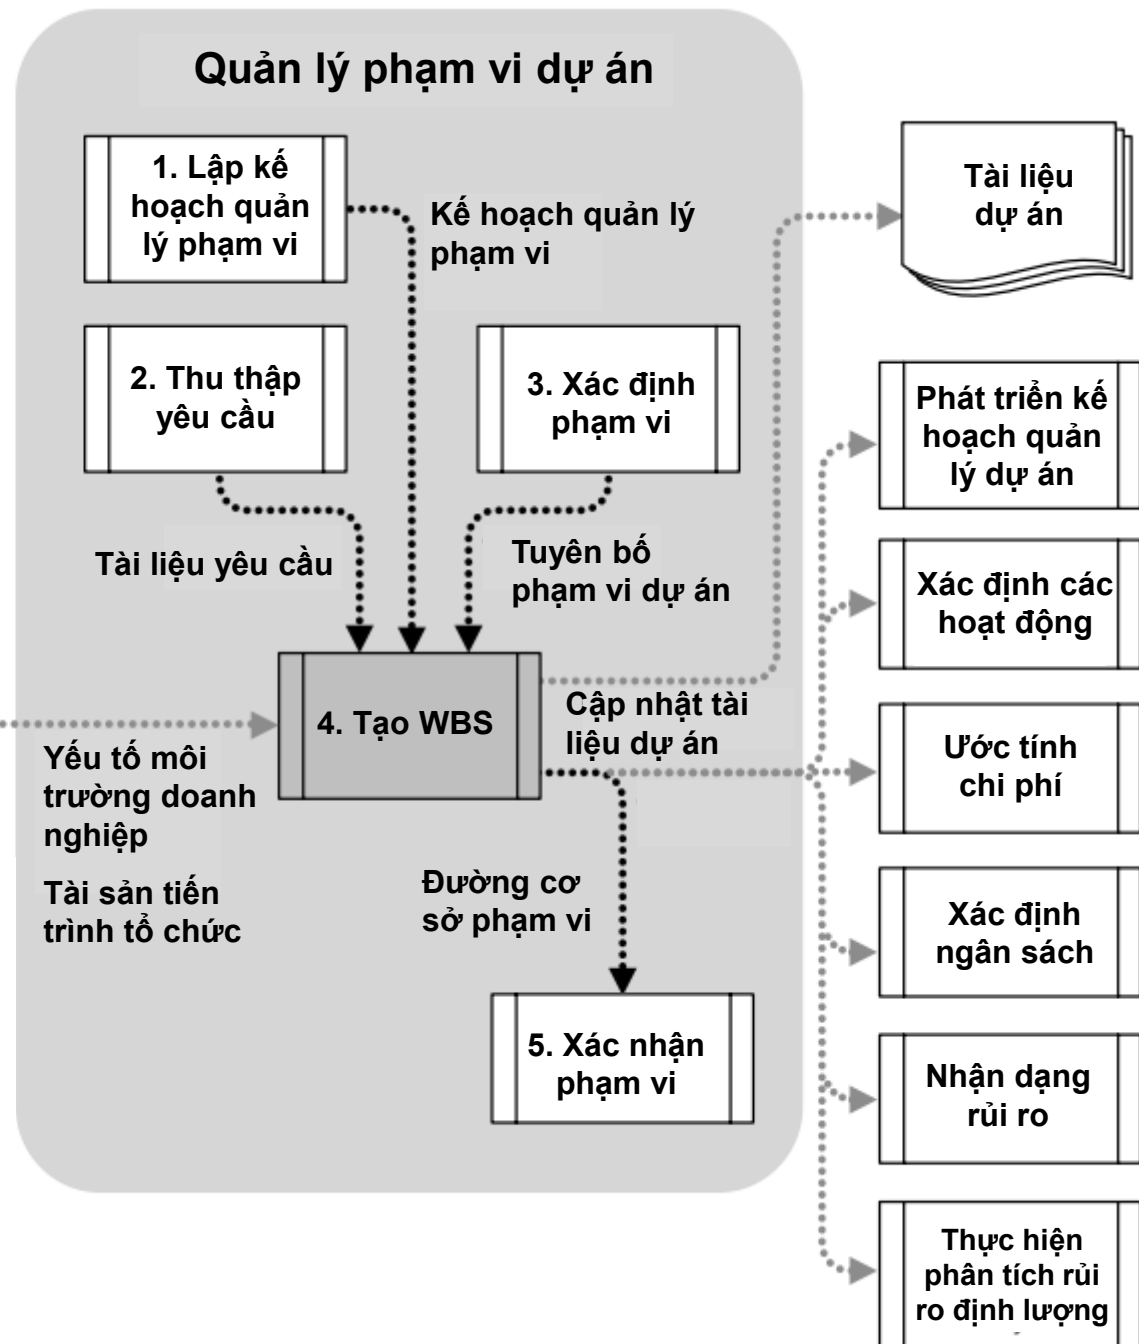 Quản lý phạm vi dự án
1. Lập kế
hoạch quản
lý phạm vi
Kế hoạch quản lý
phạm vi
Tài liệu
dự án
2. Thu thập
yêu cầu
3. Xác định
phạm vi
Phát triển kế
hoạch quản
lý dự án
Tài liệu yêu cầu
Tuyên bố
phạm vi dự án
Xác định các
hoạt động
4. Tạo WBS
Cập nhật tài
liệu dự án
Yếu tố môi
trường doanh
nghiệp
Tài sản tiến
trình tổ chức
Ước tính
chi phí
Đường cơ
sở phạm vi
Xác định
ngân sách
5. Xác nhận
phạm vi
Nhận dạng
rủi ro
Thực hiện
phân tích rủi
ro định lượng